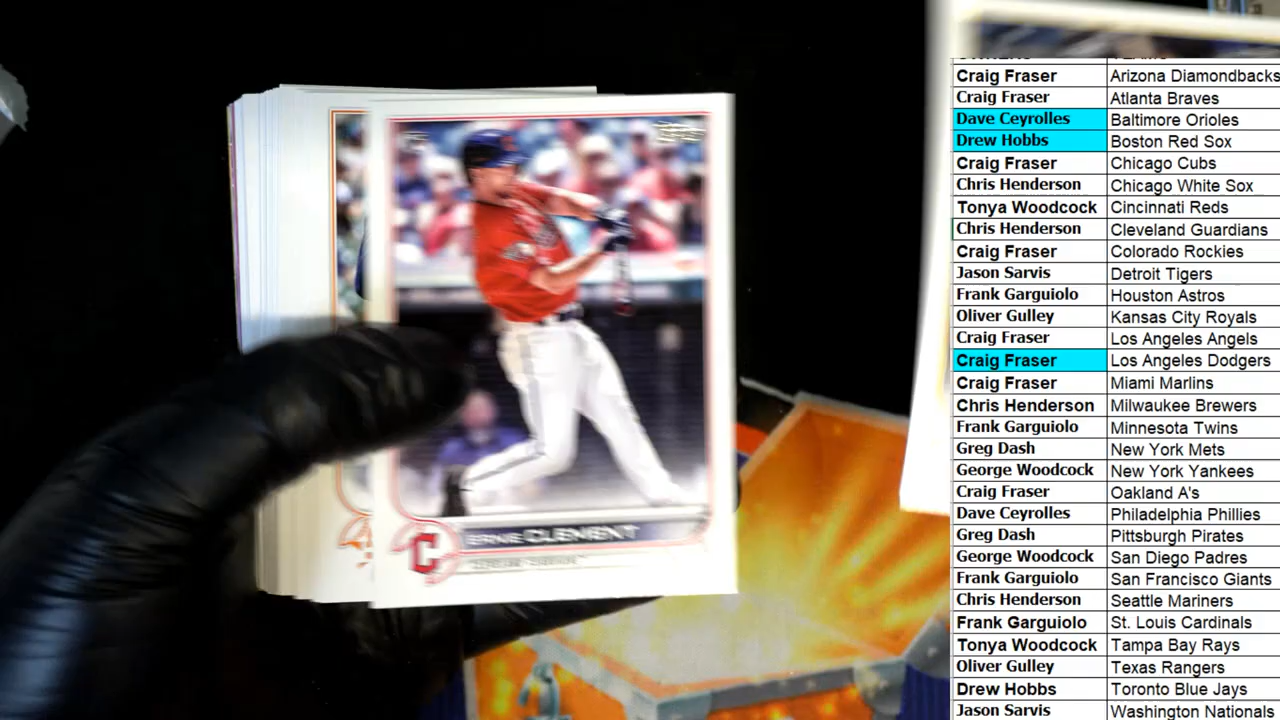 Craig Fraser Arizona Diamondbacks
Craig Fraser Atlanta Braves
Dave Ceyrolles Baltimore Orioles
Drew Hobbs Boston Red Sox
Craig Fraser Chicago Cubs
Chris Henderson Chicago White Sox
Tonya Woodcock Cincinnati Reds
Chris Henderson Cleveland Guardians
Craig Fraser Colorado Rockies
Jason Sarvis Detroit Tigers
Frank Garguiolo Houston Astros
Oliver Gulley Kansas City Royals
Craig Fraser Los Angeles Angels
Craig Fraser Los Angeles Dodgers
Craig Fraser Miami Marlins
Chris Henderson Milwaukee Brewers
Frank Garguiolo Minnesota Twins
Greg Dash New York Mets
George Woodcock New York Yankees
Craig Fraser Oakland A's
Dave Ceyrolles Philadelphia Phillies
Greg Dash Pittsburgh Pirates
George Woodcock San Diego Padres
Frank Garguiolo San Francisco Giants
Chris Henderson Seattle Mariners
Frank Garguiolo St. Louis Cardinals
Tonya Woodcock Tampa Bay Rays
Oliver Gulley Texas Rangers
Drew Hobbs Toronto Blue Jays
Jason Sarvis Washington Nationals
C ERNIE CLEMENT